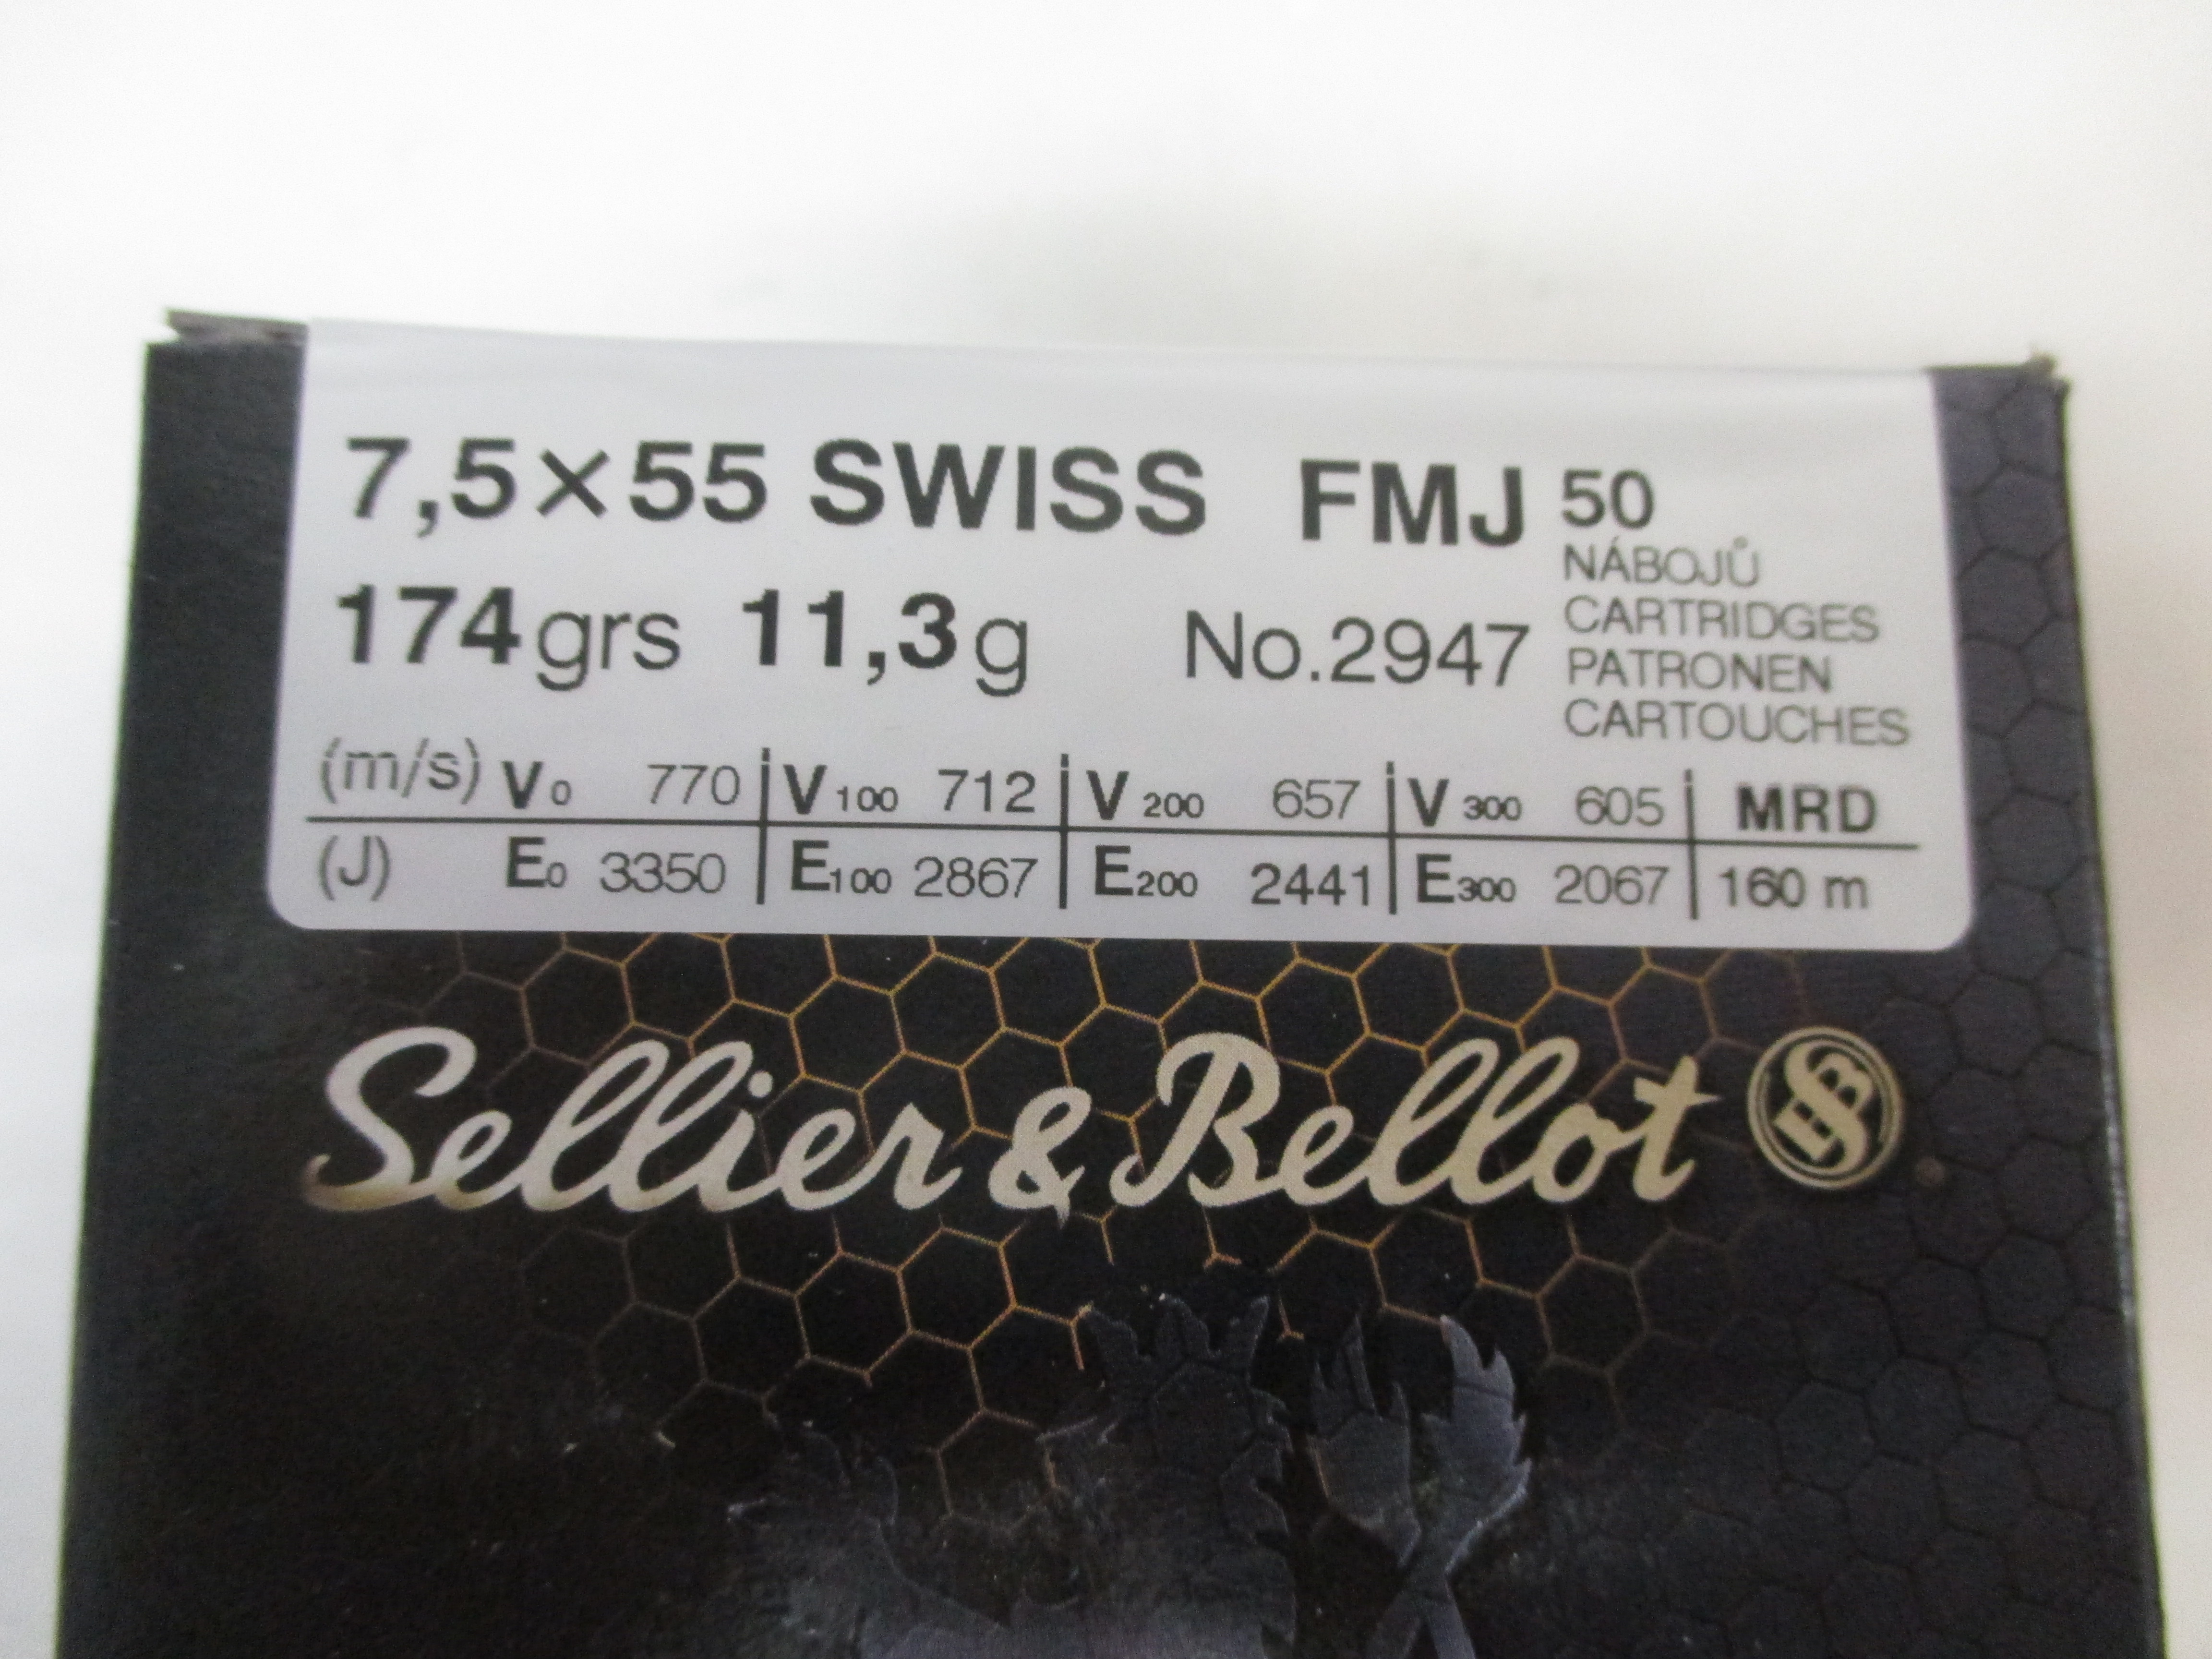 7,5×55 SWISS FMJ 50
NÁBOJŮ
CARTRIDGES
PATRONEN
CARTOUCHES
174grs 11,3g No.2947
(m/s) V0 770 V100 712 V200 657 V300 605 MRD
(J) E0 3350 E100 2867 E200 2441 E300 2067 160 m
Sellier & Bellot SB